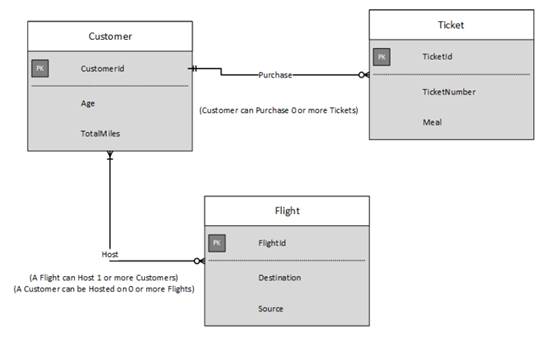 Customer
PK CustomerId
Age
TotalMiles
Purchase
(Customer can Purchase 0 or more Tickets)
Ticket
PK TicketId
TicketNumber
Meal
Host
(A Flight can Host 1 or more Customers)
(A Customer can be Hosted on 0 or more Flights)
Flight
PK FlightId
Destination
Source